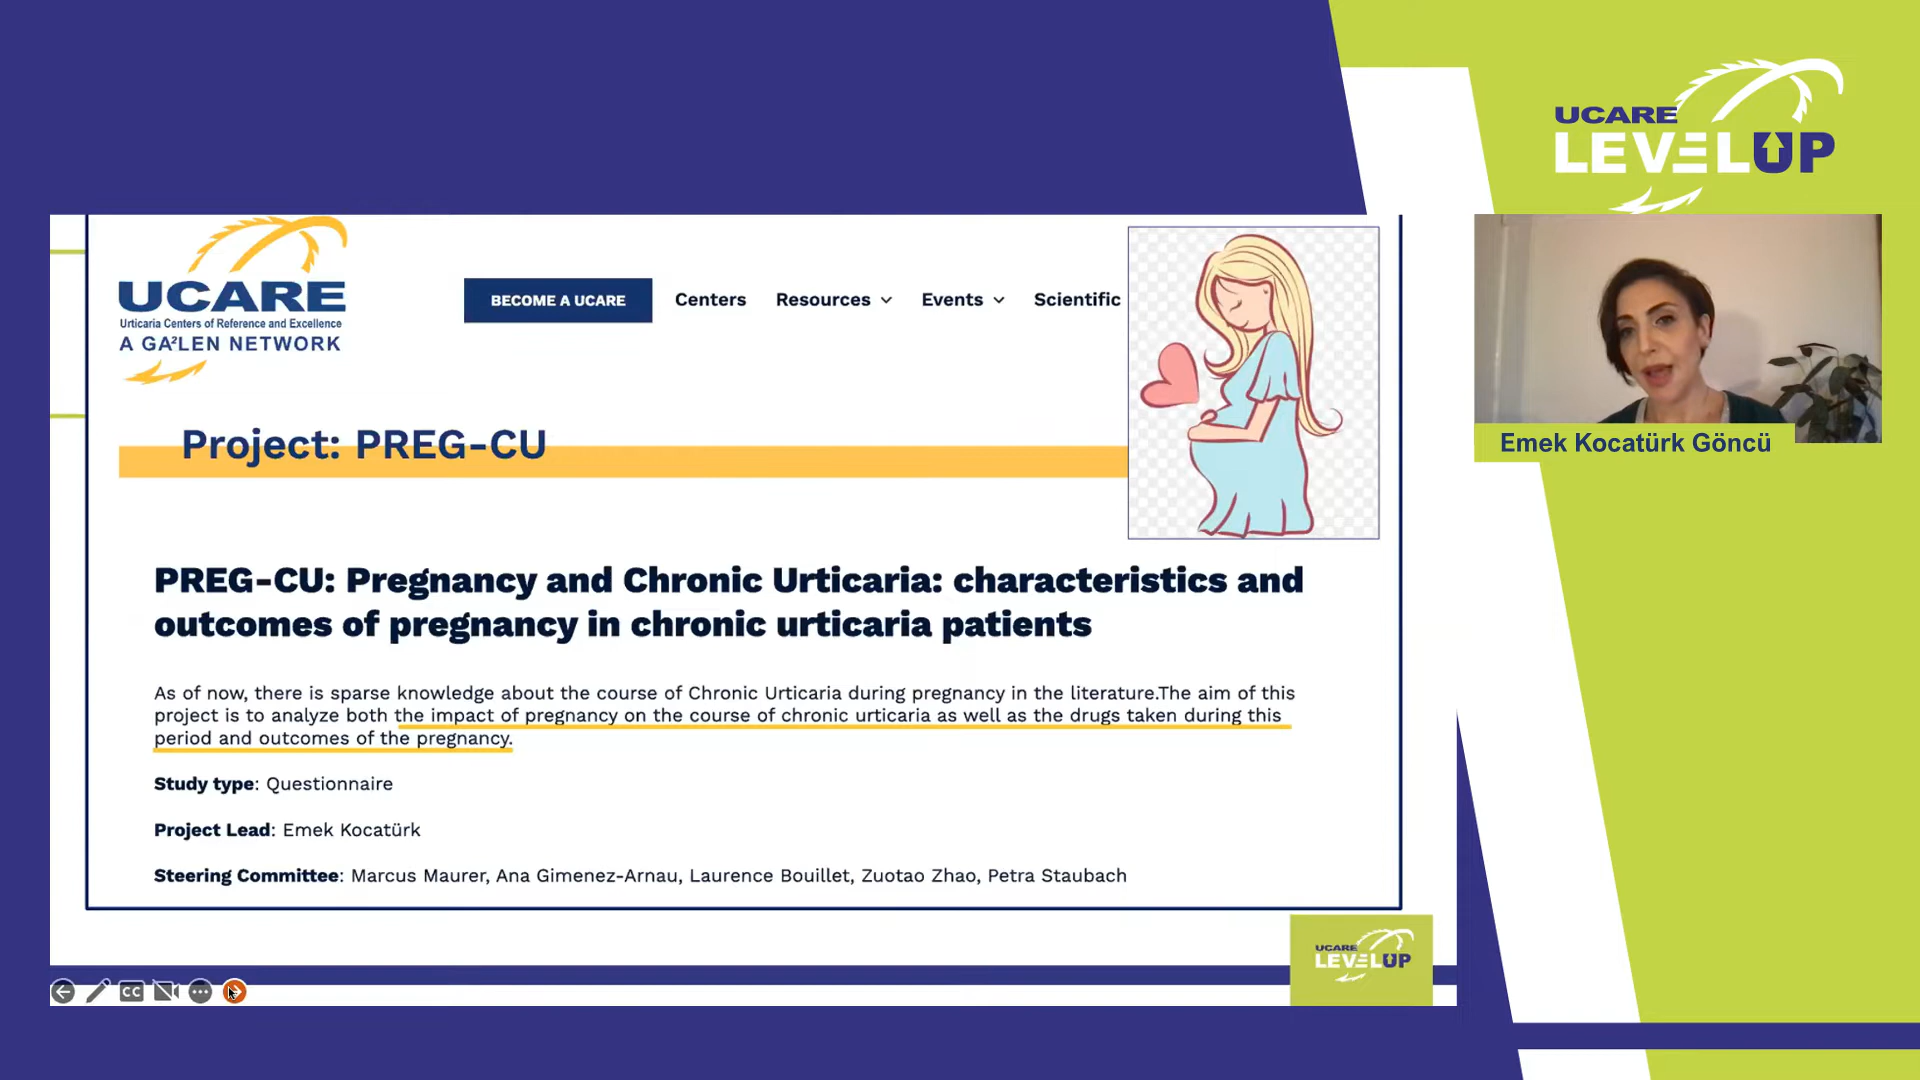 UCARE
LEVELUP
UCARE
Urticaria Centers of Reference and Excellence
A GA²LEN NETWORK
BECOME A UCARE
Centers
Resources
Events
Scientific
Project: PREG-CU
Emek Kocatürk Göncü
PREG-CU: Pregnancy and Chronic Urticaria: characteristics and
outcomes of pregnancy in chronic urticaria patients
As of now, there is sparse knowledge about the course of Chronic Urticaria during pregnancy in the literature.The aim of this
project is to analyze both the impact of pregnancy on the course of chronic urticaria as well as the drugs taken during this
period and outcomes of the pregnancy.
Study type: Questionnaire
Project Lead: Emek Kocatürk
Steering Committee: Marcus Maurer, Ana Gimenez-Arnau, Laurence Bouillet, Zuotao Zhao, Petra Staubach
UCARE
LEVELUP
CC